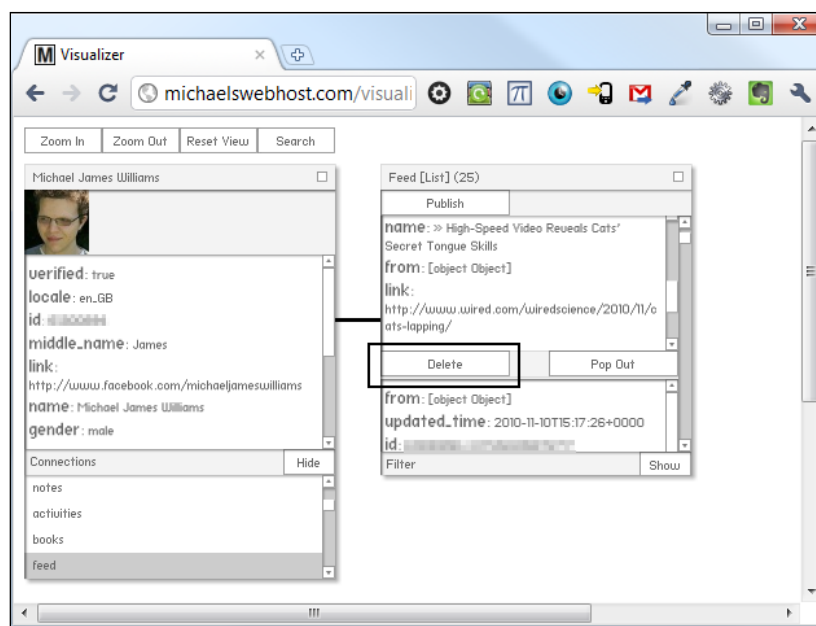 M Visualizer
michaelswebhost.com/visuali
Zoom In Zoom Out Reset View Search
Michael James Williams
verified: true
locale: en_GB
id:
middle_name: James
link:
http://www.facebook.com/michaeljameswilliams
name: Michael James Williams
gender: male
Connections Hide
notes
activities
books
feed
Feed [List] (25)
Publish
name: » High-Speed Video Reveals Cats'
Secret Tongue Skills
from: [object Object]
link:
http://www.wired.com/wiredscience/2010/11/c
ats-lapping/
Delete Pop Out
from: [object Object]
updated_time: 2010-11-10T15:17:26+0000
id:
Filter Show